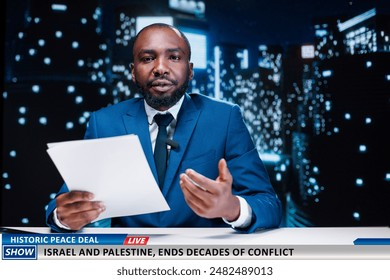 HISTORIC PEACE DEAL LIVE
SHOW ISRAEL AND PALESTINE, ENDS DECADES OF CONFLICT
shutterstock
IMAGE ID: 2482489013
www.shutterstock.com